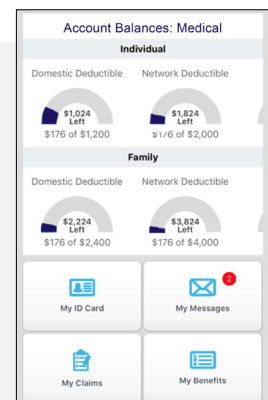 Account Balances: Medical
Individual
Domestic Deductible Network Deductible
$1,024 $1,824
Left Left
$176 of $1,200 $176 of $2,000
Family
Domestic Deductible Network Deductible
$2,224 $3,824
Left Left
$176 of $2,400 $176 of $4,000
2
My ID Card My Messages
My Claims My Benefits